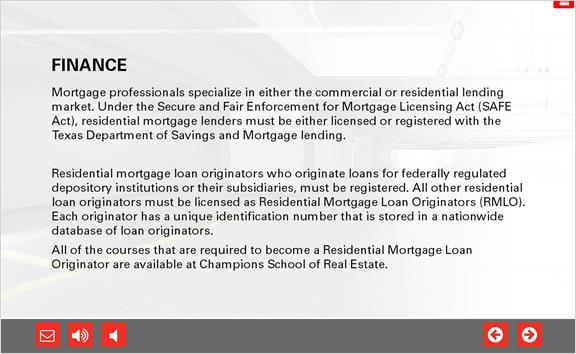 FINANCE
Mortgage professionals specialize in either the commercial or residential lending
market. Under the Secure and Fair Enforcement for Mortgage Licensing Act (SAFE
Act), residential mortgage lenders must be either licensed or registered with the
Texas Department of Savings and Mortgage lending.
Residential mortgage loan originators who originate loans for federally regulated
depository institutions or their subsidiaries, must be registered. All other residential
loan originators must be licensed as Residential Mortgage Loan Originators (RMLO).
Each originator has a unique identification number that is stored in a nationwide
database of loan originators.
All of the courses that are required to become a Residential Mortgage Loan
Originator are available at Champions School of Real Estate.